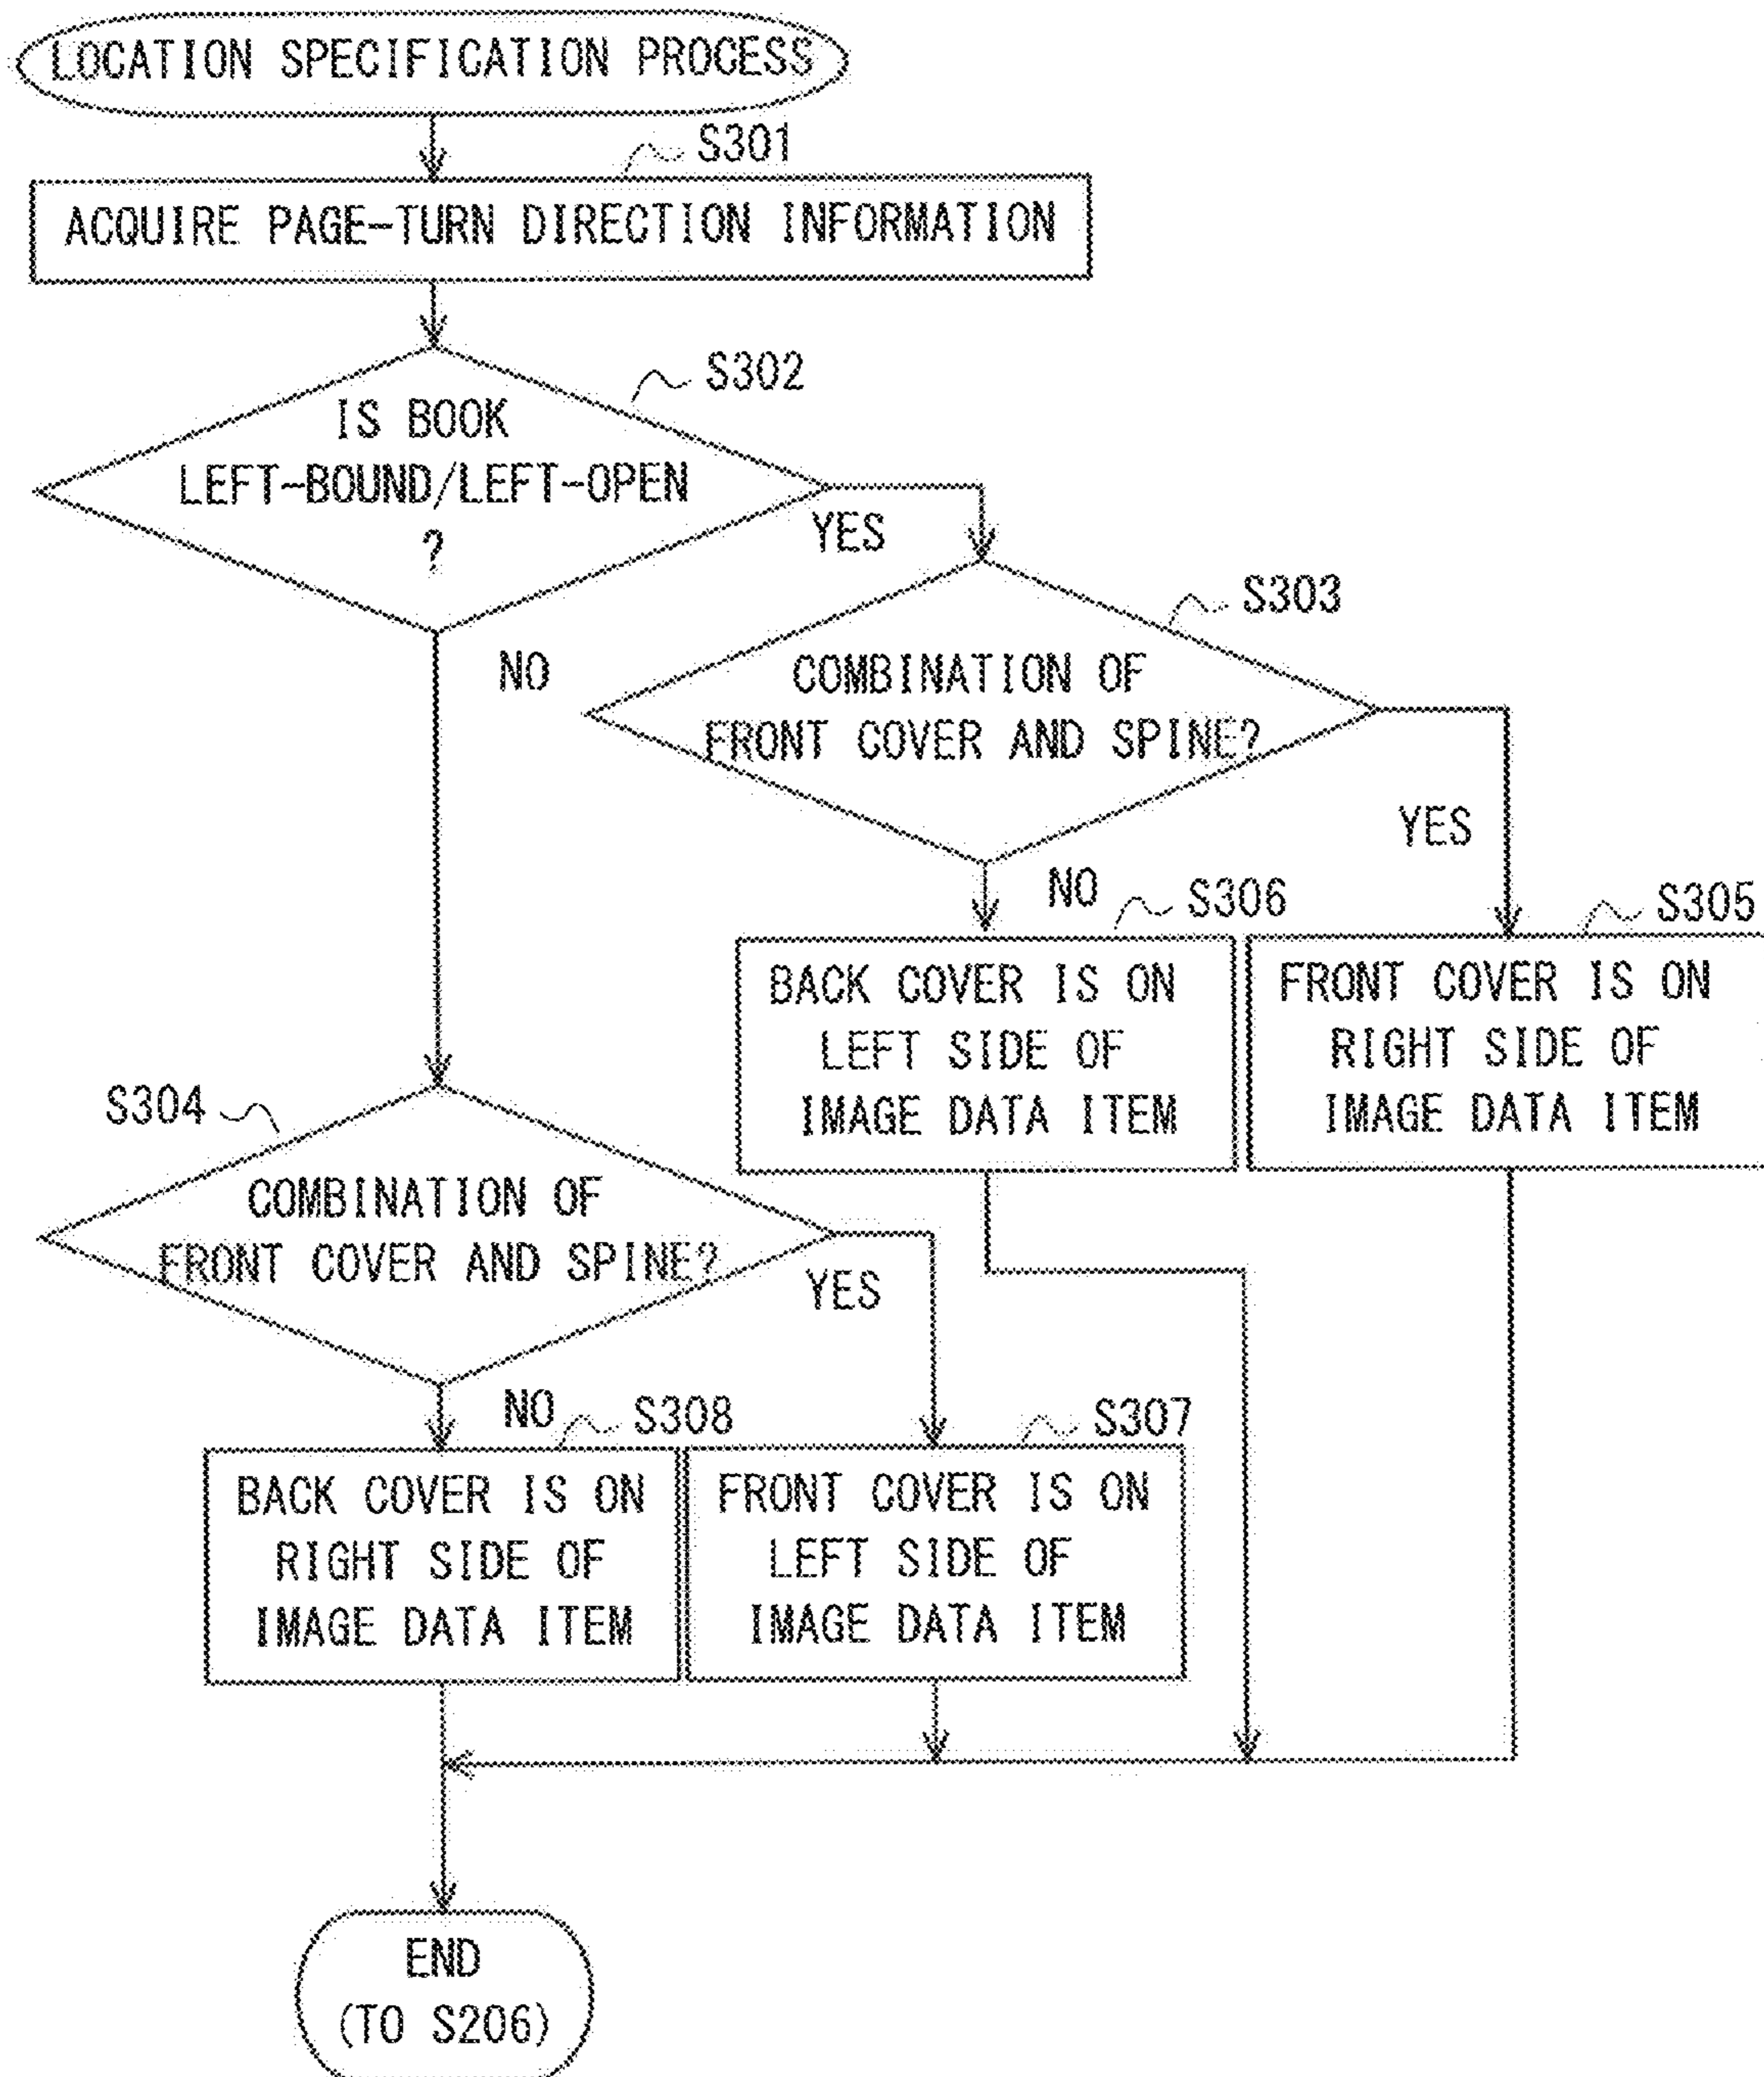 LOCATION SPECIFICATION PROCESS
S301
ACQUIRE PAGE-TURN DIRECTION INFORMATION
S302
IS BOOK
LEFT-BOUND/LEFT-OPEN
?
YES
NO
S303
COMBINATION OF
FRONT COVER AND SPINE?
YES
NO
S306
BACK COVER IS ON
LEFT SIDE OF
IMAGE DATA ITEM
S305
FRONT COVER IS ON
RIGHT SIDE OF
IMAGE DATA ITEM
S304
COMBINATION OF
FRONT COVER AND SPINE?
YES
NO
S308
BACK COVER IS ON
RIGHT SIDE OF
IMAGE DATA ITEM
S307
FRONT COVER IS ON
LEFT SIDE OF
IMAGE DATA ITEM
END
(TO S206)